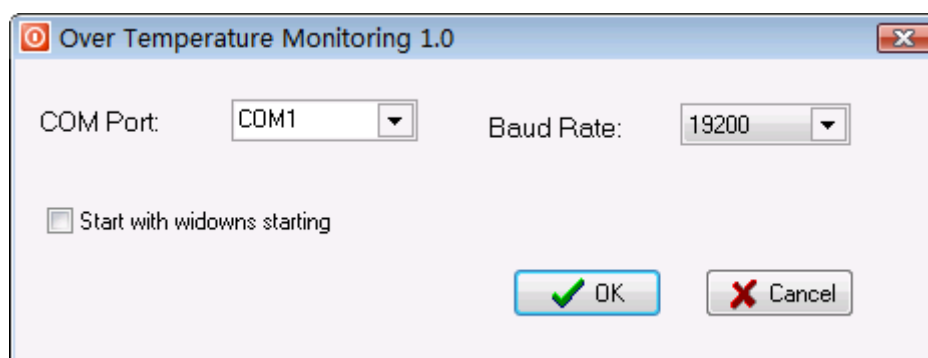 Over Temperature Monitoring 1.0
COM Port: COM1 Baud Rate: 19200
Start with widowns starting
OK Cancel